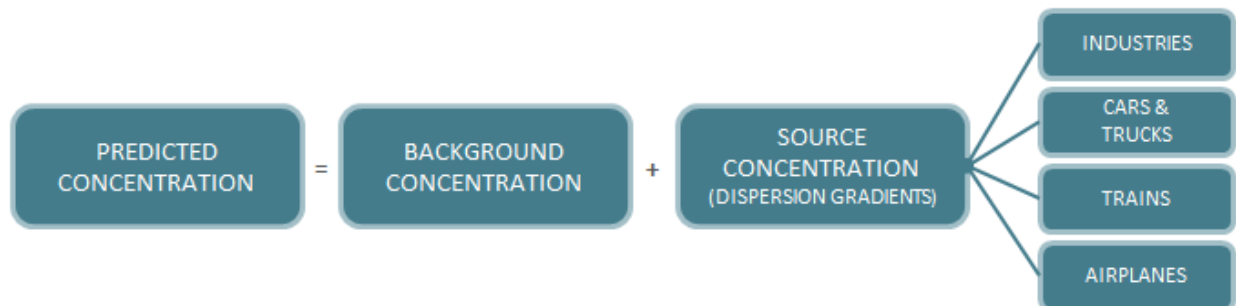 PREDICTED
CONCENTRATION
=
BACKGROUND
CONCENTRATION
+
SOURCE
CONCENTRATION
(DISPERSION GRADIENTS)
INDUSTRIES
CARS &
TRUCKS
TRAINS
AIRPLANES